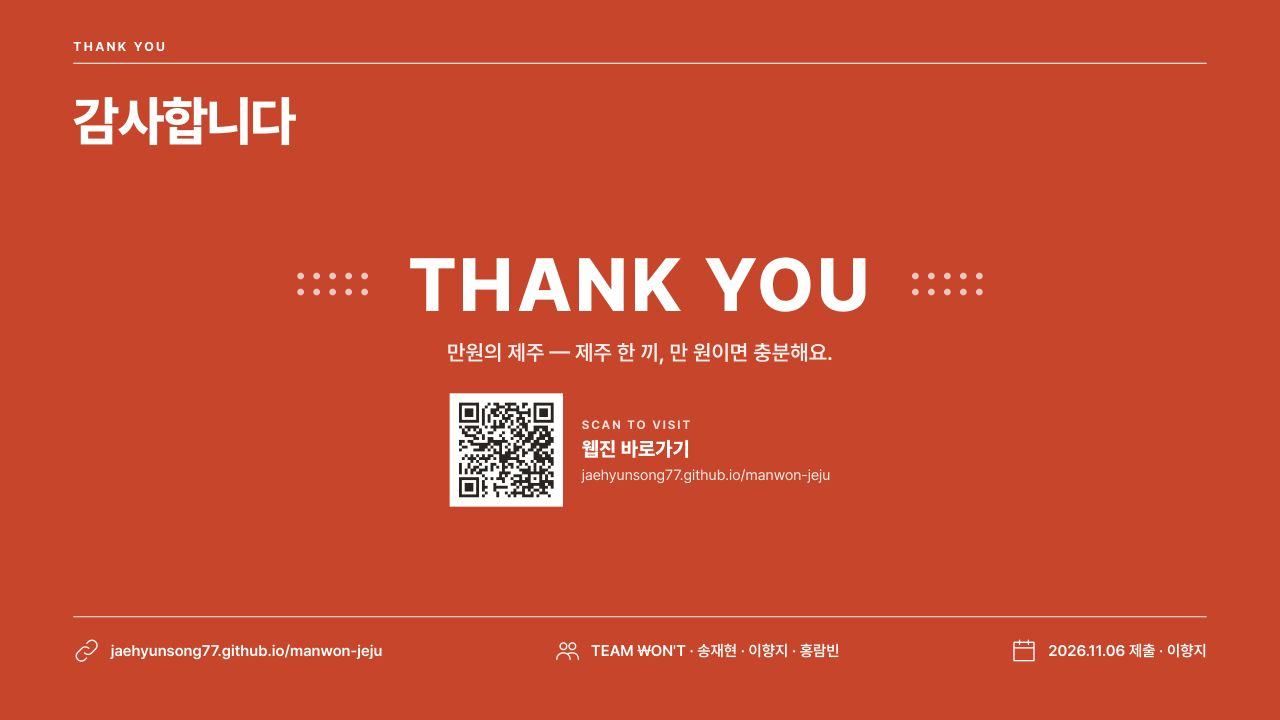 THANK YOU
감사합니다
THANK YOU
만원의 제주 — 제주 한 끼, 만 원이면 충분해요.
SCAN TO VISIT
웹진 바로가기
jaehyunsong77.github.io/manwon-jeju
jaehyunsong77.github.io/manwon-jeju
TEAM ₩ON'T · 송재현 · 이향지 · 홍람빈
2026.11.06 제출 · 이향지